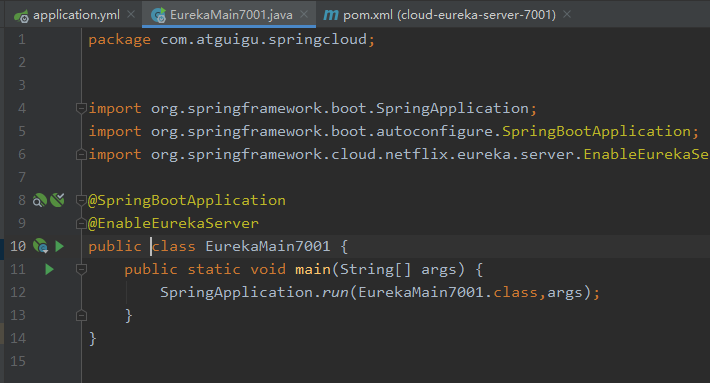 application.yml EurekaMain7001.java pom.xml (cloud-eureka-server-7001)
1 package com.atguigu.springcloud;
2
3
4 import org.springframework.boot.SpringApplication;
5 import org.springframework.boot.autoconfigure.SpringBootApplication;
6 import org.springframework.cloud.netflix.eureka.server.EnableEurekaSe
7
8 @SpringBootApplication
9 @EnableEurekaServer
10 public class EurekaMain7001 {
11 public static void main(String[] args) {
12 SpringApplication.run(EurekaMain7001.class,args);
13 }
14 }
15